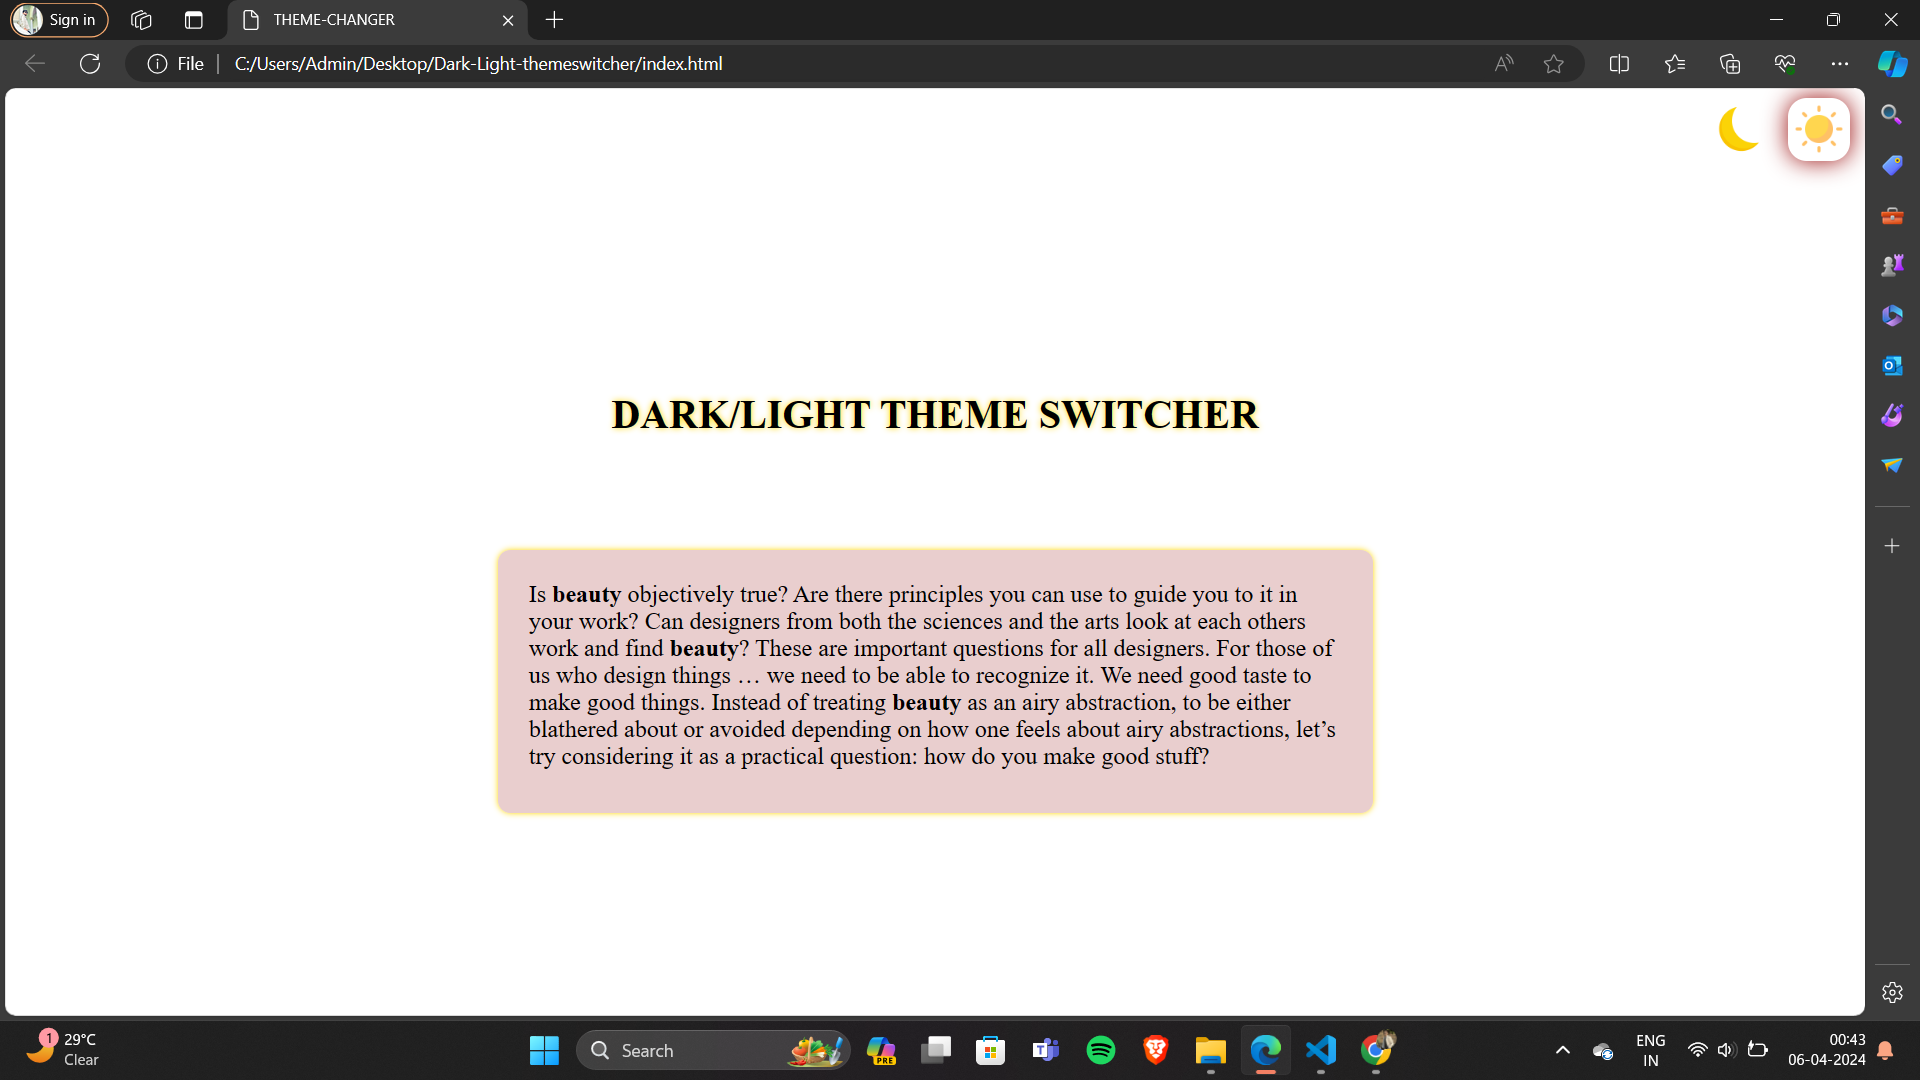 Sign in
THEME-CHANGER
File
C:/Users/Admin/Desktop/Dark-Light-themeswitcher/index.html
DARK/LIGHT THEME SWITCHER
Is beauty objectively true? Are there principles you can use to guide you to it in
your work? Can designers from both the sciences and the arts look at each others
work and find beauty? These are important questions for all designers. For those of
us who design things … we need to be able to recognize it. We need good taste to
make good things. Instead of treating beauty as an airy abstraction, to be either
blathered about or avoided depending on how one feels about airy abstractions, let’s
try considering it as a practical question: how do you make good stuff?
1
29°C
Clear
Search
PRE
ENG
IN
00:43
06-04-2024